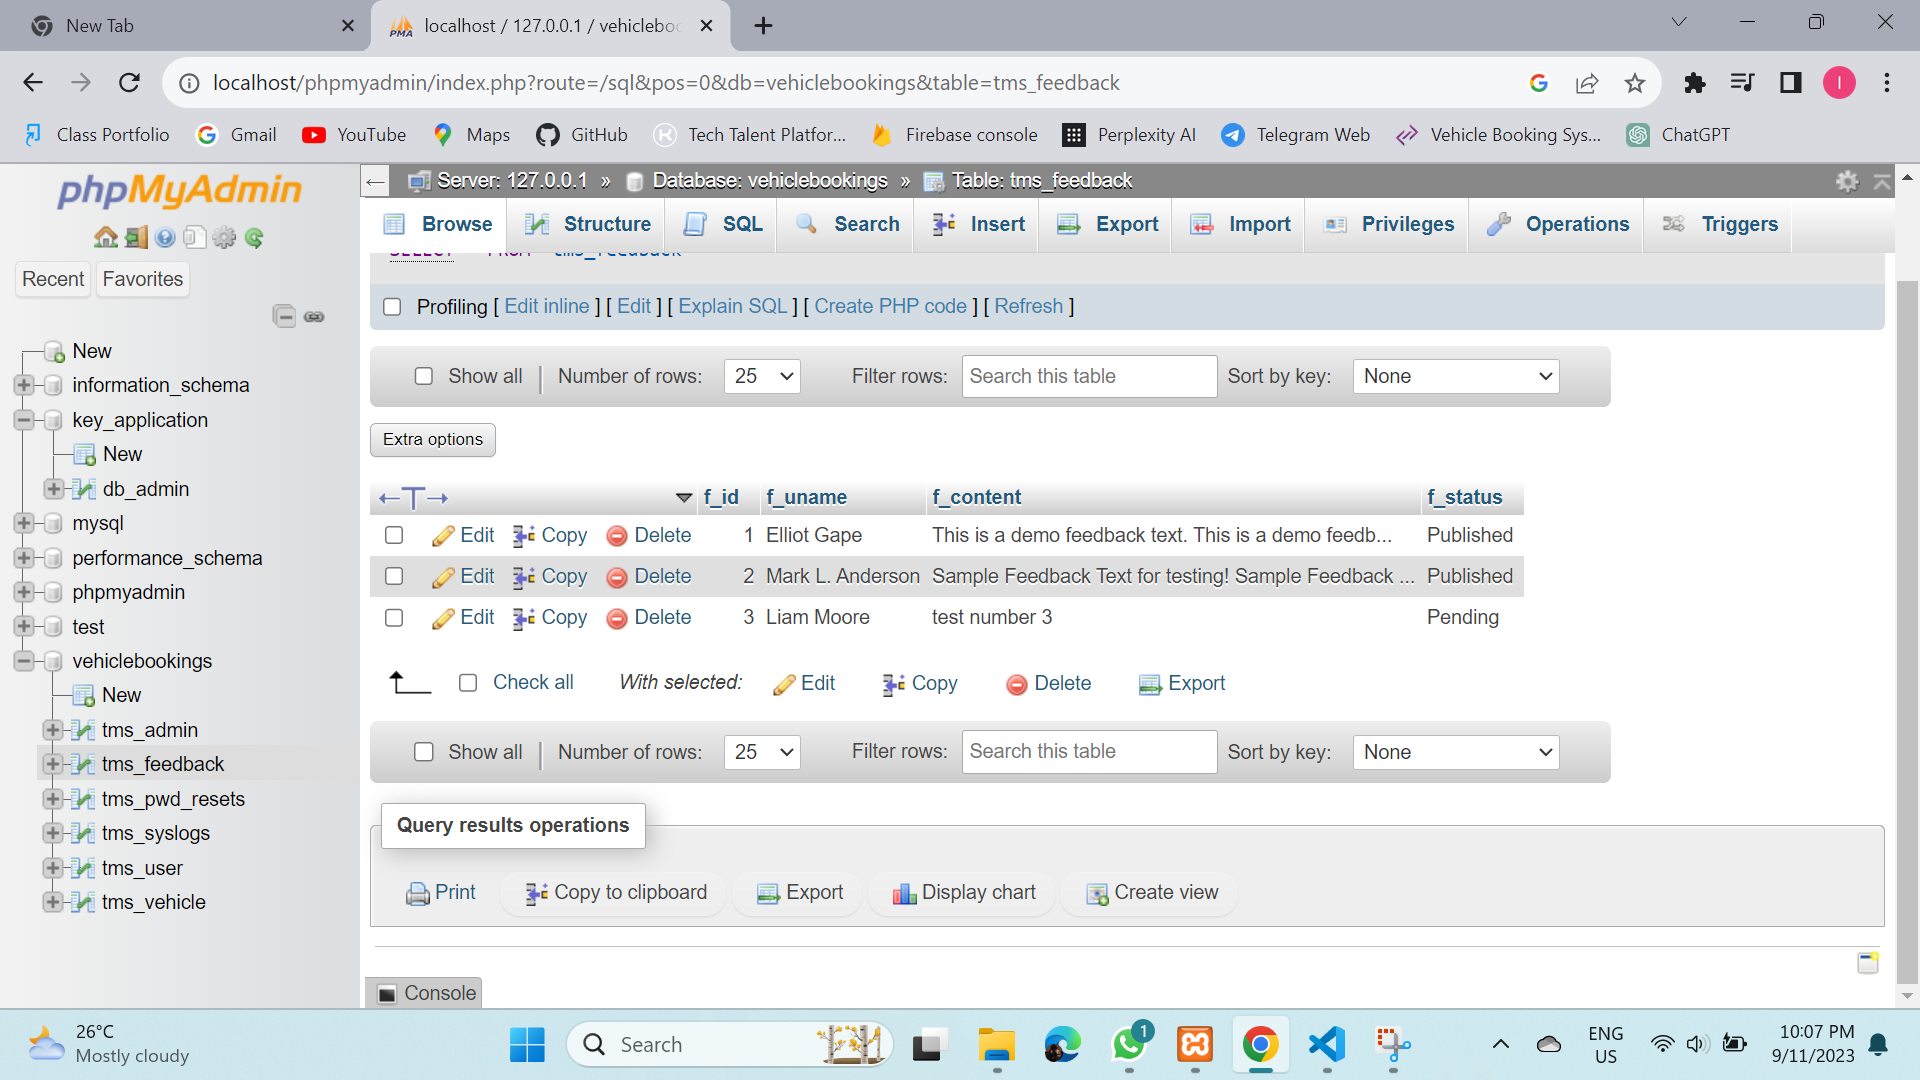 New Tab
localhost / 127.0.0.1 / vehicleboo
localhost/phpmyadmin/index.php?route=/sql&pos=0&db=vehiclebookings&table=tms_feedback
I
Class Portfolio
Gmail
YouTube
Maps
GitHub
Tech Talent Platfor...
Firebase console
Perplexity AI
Telegram Web
Vehicle Booking Sys...
ChatGPT
phpMyAdmin
Recent
Favorites
New
information_schema
key_application
New
db_admin
mysql
performance_schema
phpmyadmin
test
vehiclebookings
New
tms_admin
tms_feedback
tms_pwd_resets
tms_syslogs
tms_user
tms_vehicle
Server: 127.0.0.1 » Database: vehiclebookings » Table: tms_feedback
Browse
Structure
SQL
Search
Insert
Export
Import
Privileges
Operations
Triggers
SELECT * FROM `tms_feedback`
Profiling [ Edit inline ] [ Edit ] [ Explain SQL ] [ Create PHP code ] [ Refresh ]
Show all | Number of rows: 25 Filter rows: Search this table Sort by key: None
Extra options
f_id f_uname f_content f_status
Edit Copy Delete 1 Elliot Gape This is a demo feedback text. This is a demo feedb... Published
Edit Copy Delete 2 Mark L. Anderson Sample Feedback Text for testing! Sample Feedback ... Published
Edit Copy Delete 3 Liam Moore test number 3 Pending
Check all With selected: Edit Copy Delete Export
Show all | Number of rows: 25 Filter rows: Search this table Sort by key: None
Query results operations
Print
Copy to clipboard
Export
Display chart
Create view
Console
26°C
Mostly cloudy
Search
1
ENG
US
10:07 PM
9/11/2023